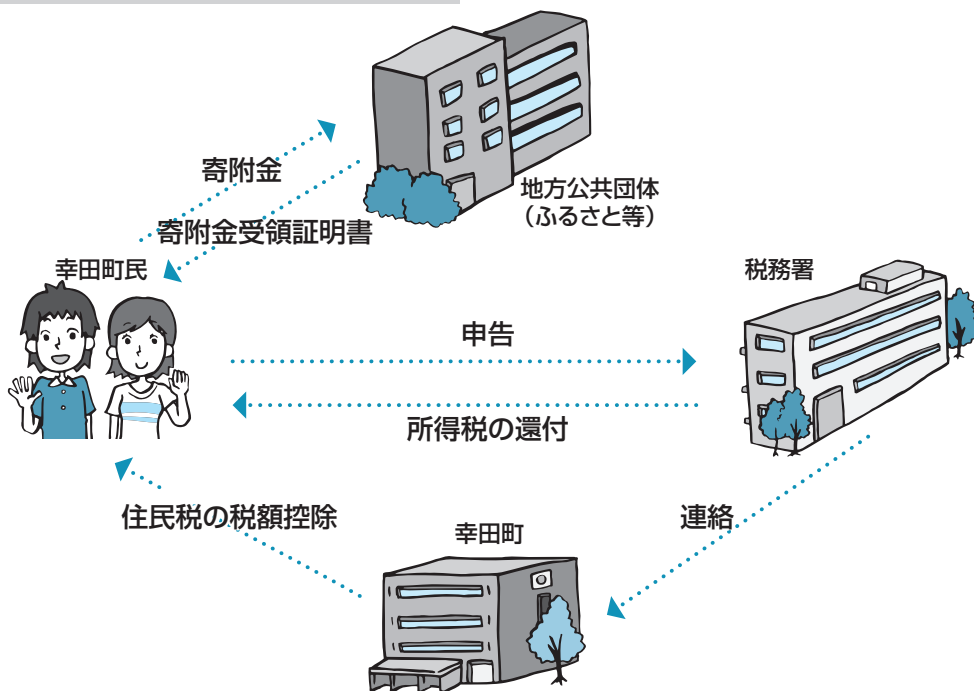 寄附金
地方公共団体
（ふるさと等）
寄附金受領証明書
幸田町民
税務署
申告
所得税の還付
住民税の税額控除
連絡
幸田町